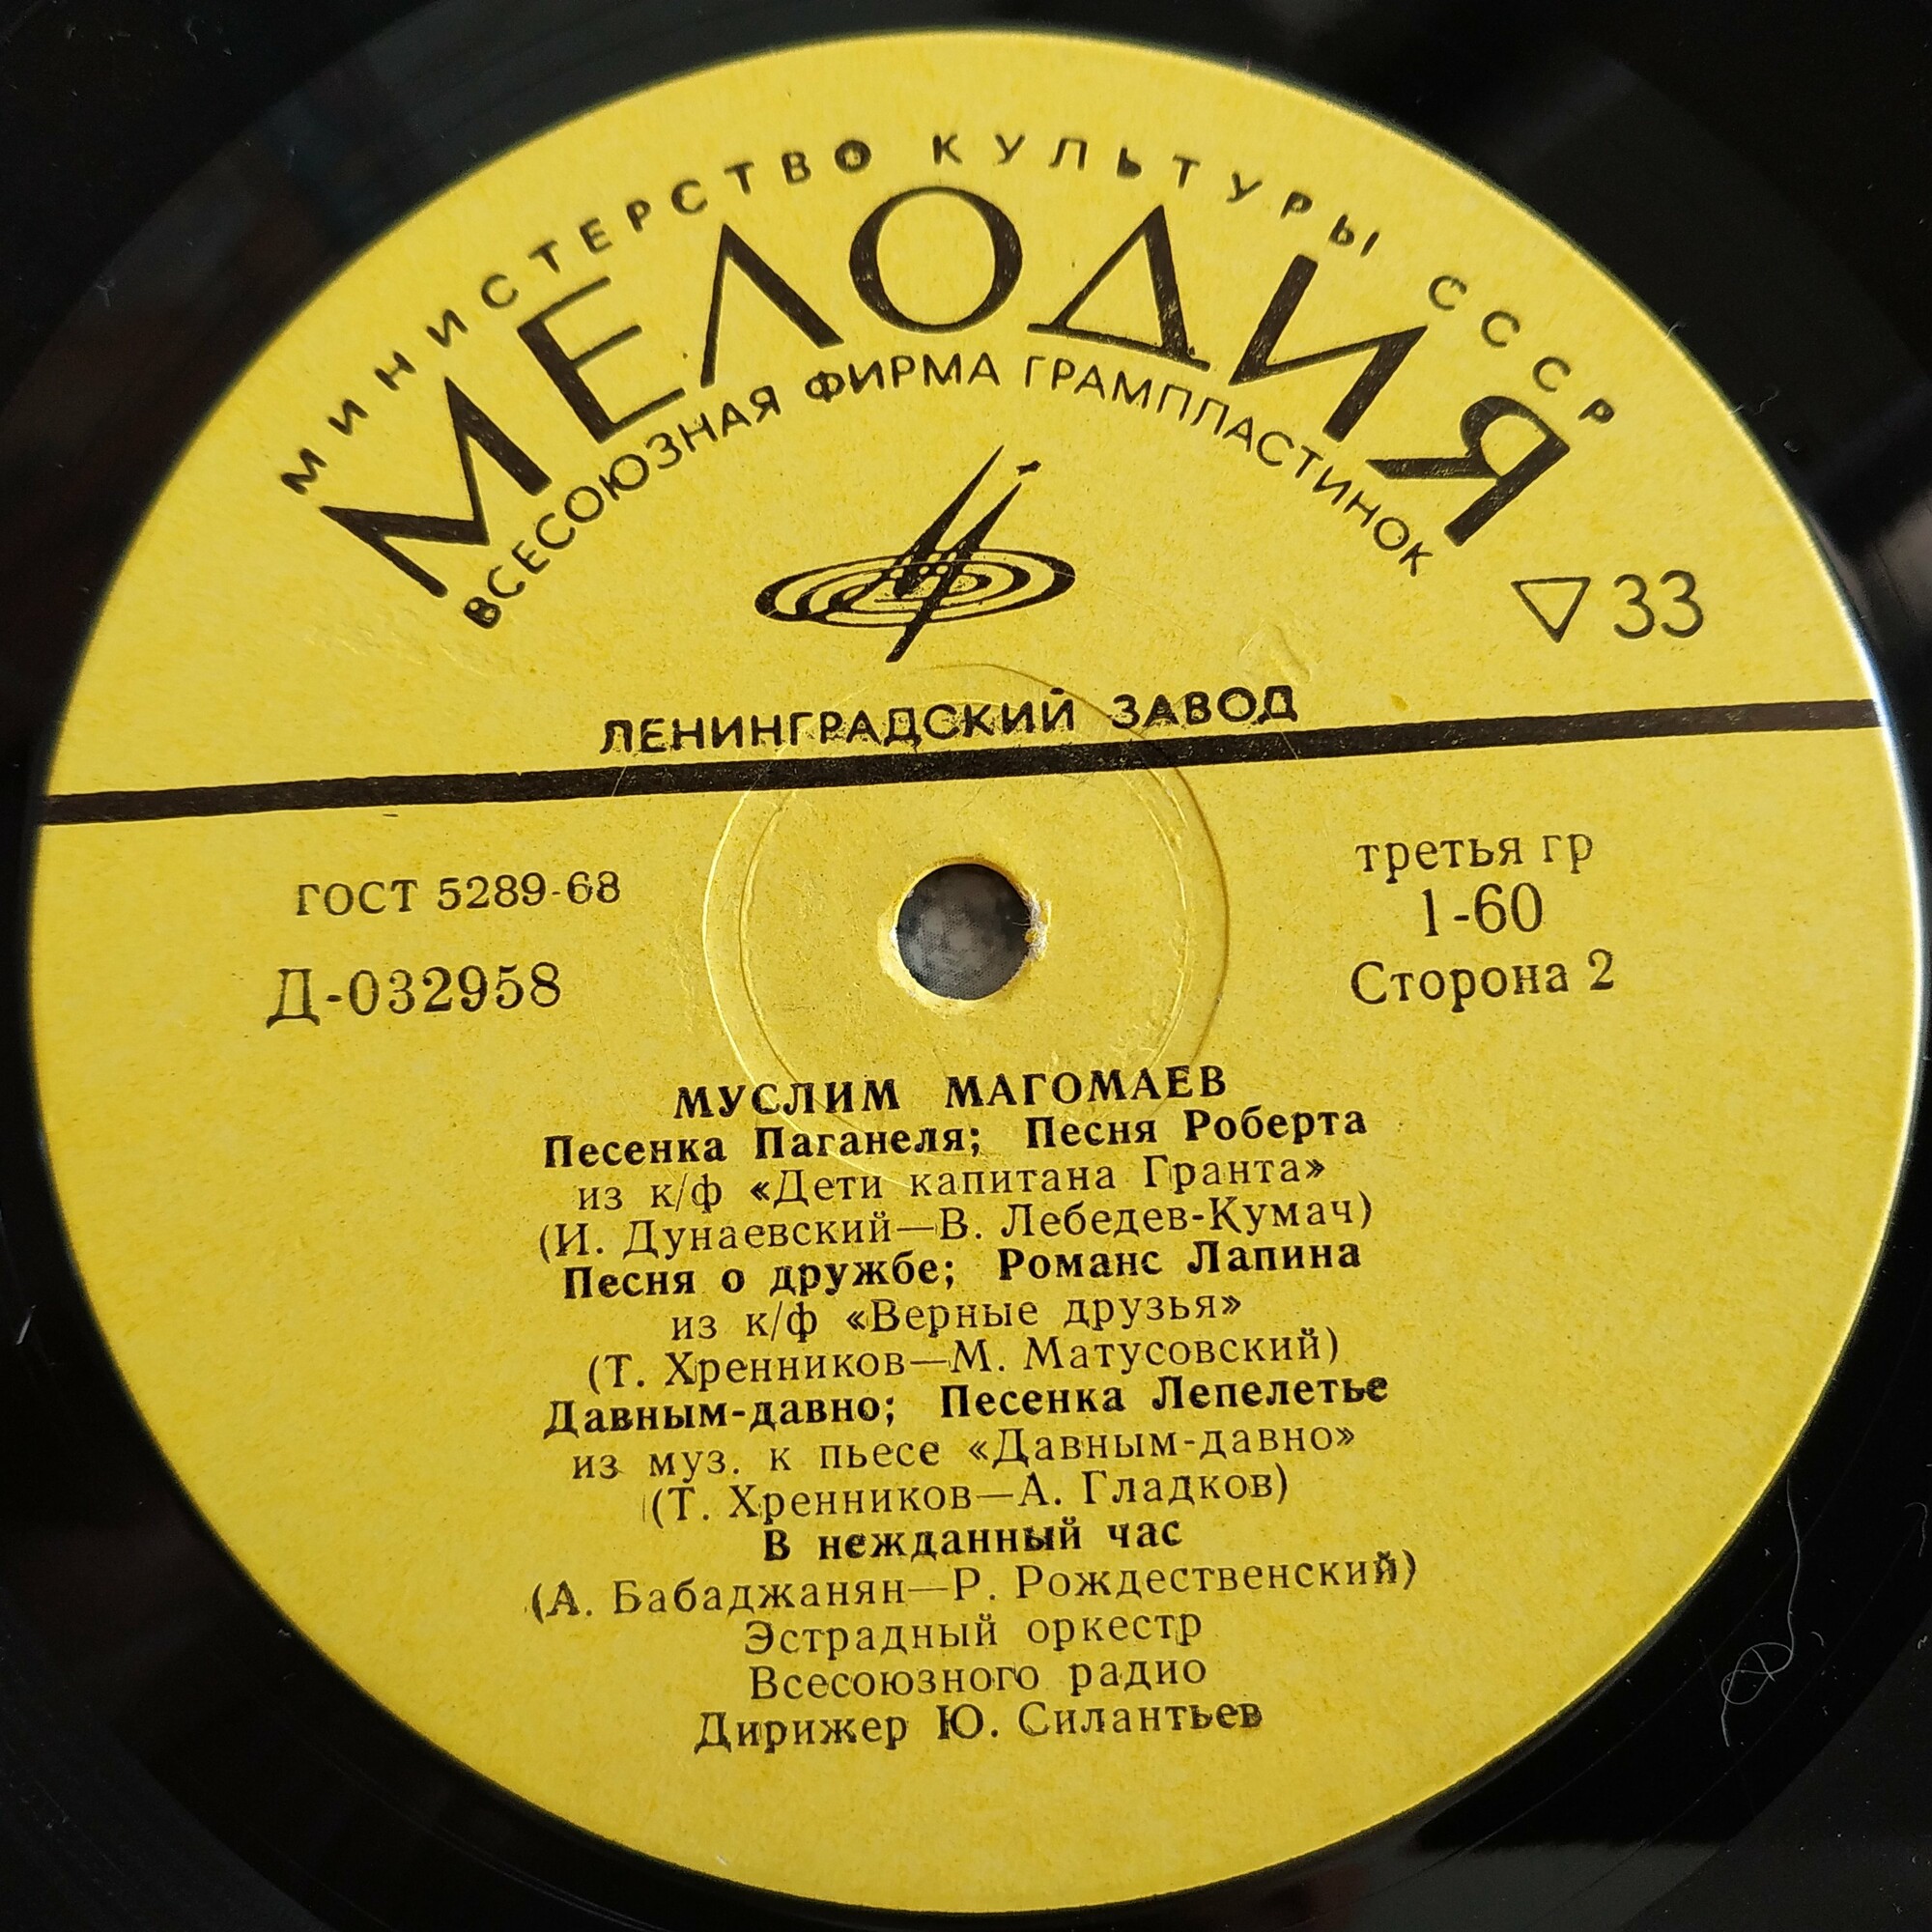 МИНИСТЕРСТВО КУЛЬТУРЫ СССР
МЕЛОДИЯ
ВСЕСОЮЗНАЯ ФИРМА ГРАМПЛАСТИНОК
▽33
ЛЕНИНГРАДСКИЙ ЗАВОД
ГОСТ 5289-68
Д-032958
третья гр
1-60
Сторона 2
МУСЛИМ МАГОМАЕВ
Песенка Паганеля; Песня Роберта
из к/ф «Дети капитана Гранта»
(И. Дунаевский—В. Лебедев-Кумач)
Песня о дружбе; Романс Лапина
из к/ф «Верные друзья»
(Т. Хренников—М. Матусовский)
Давным-давно; Песенка Лепелетье
из муз. к пьесе «Давным-давно»
(Т. Хренников—А. Гладков)
В нежданный час
(А. Бабаджанян—Р. Рождественский)
Эстрадный оркестр
Всесоюзного радио
Дирижер Ю. Силантьев